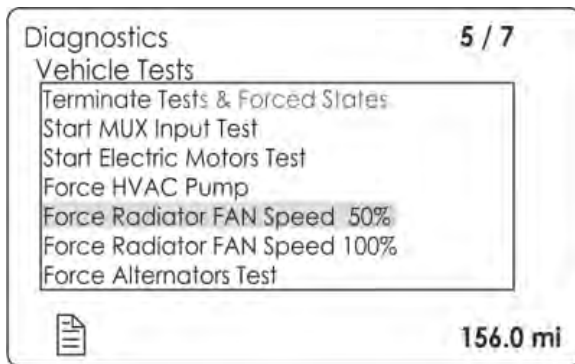 Diagnostics 5 / 7
Vehicle Tests
Terminate Tests & Forced States
Start MUX Input Test
Start Electric Motors Test
Force HVAC Pump
Force Radiator FAN Speed 50%
Force Radiator FAN Speed 100%
Force Alternators Test
156.0 mi